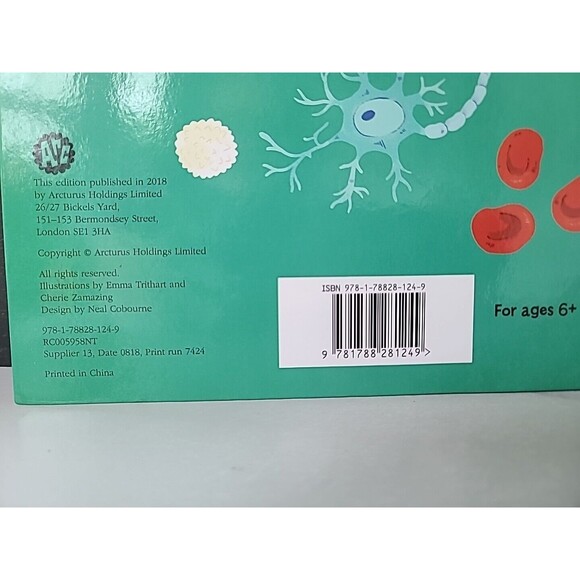 This edition published in 2018
by Arcturus Holdings Limited
26/27 Bickels Yard,
151–153 Bermondsey Street,
London SE1 3HA
Copyright © Arcturus Holdings Limited
All rights reserved.
Illustrations by Emma Trithart and
Cherie Zamazing
Design by Neal Cobourne
978-1-78828-124-9
RC005958NT
Supplier 13, Date 0818, Print run 7424
Printed in China
ISBN 978-1-78828-124-9
9 781788 281249>
For ages 6+